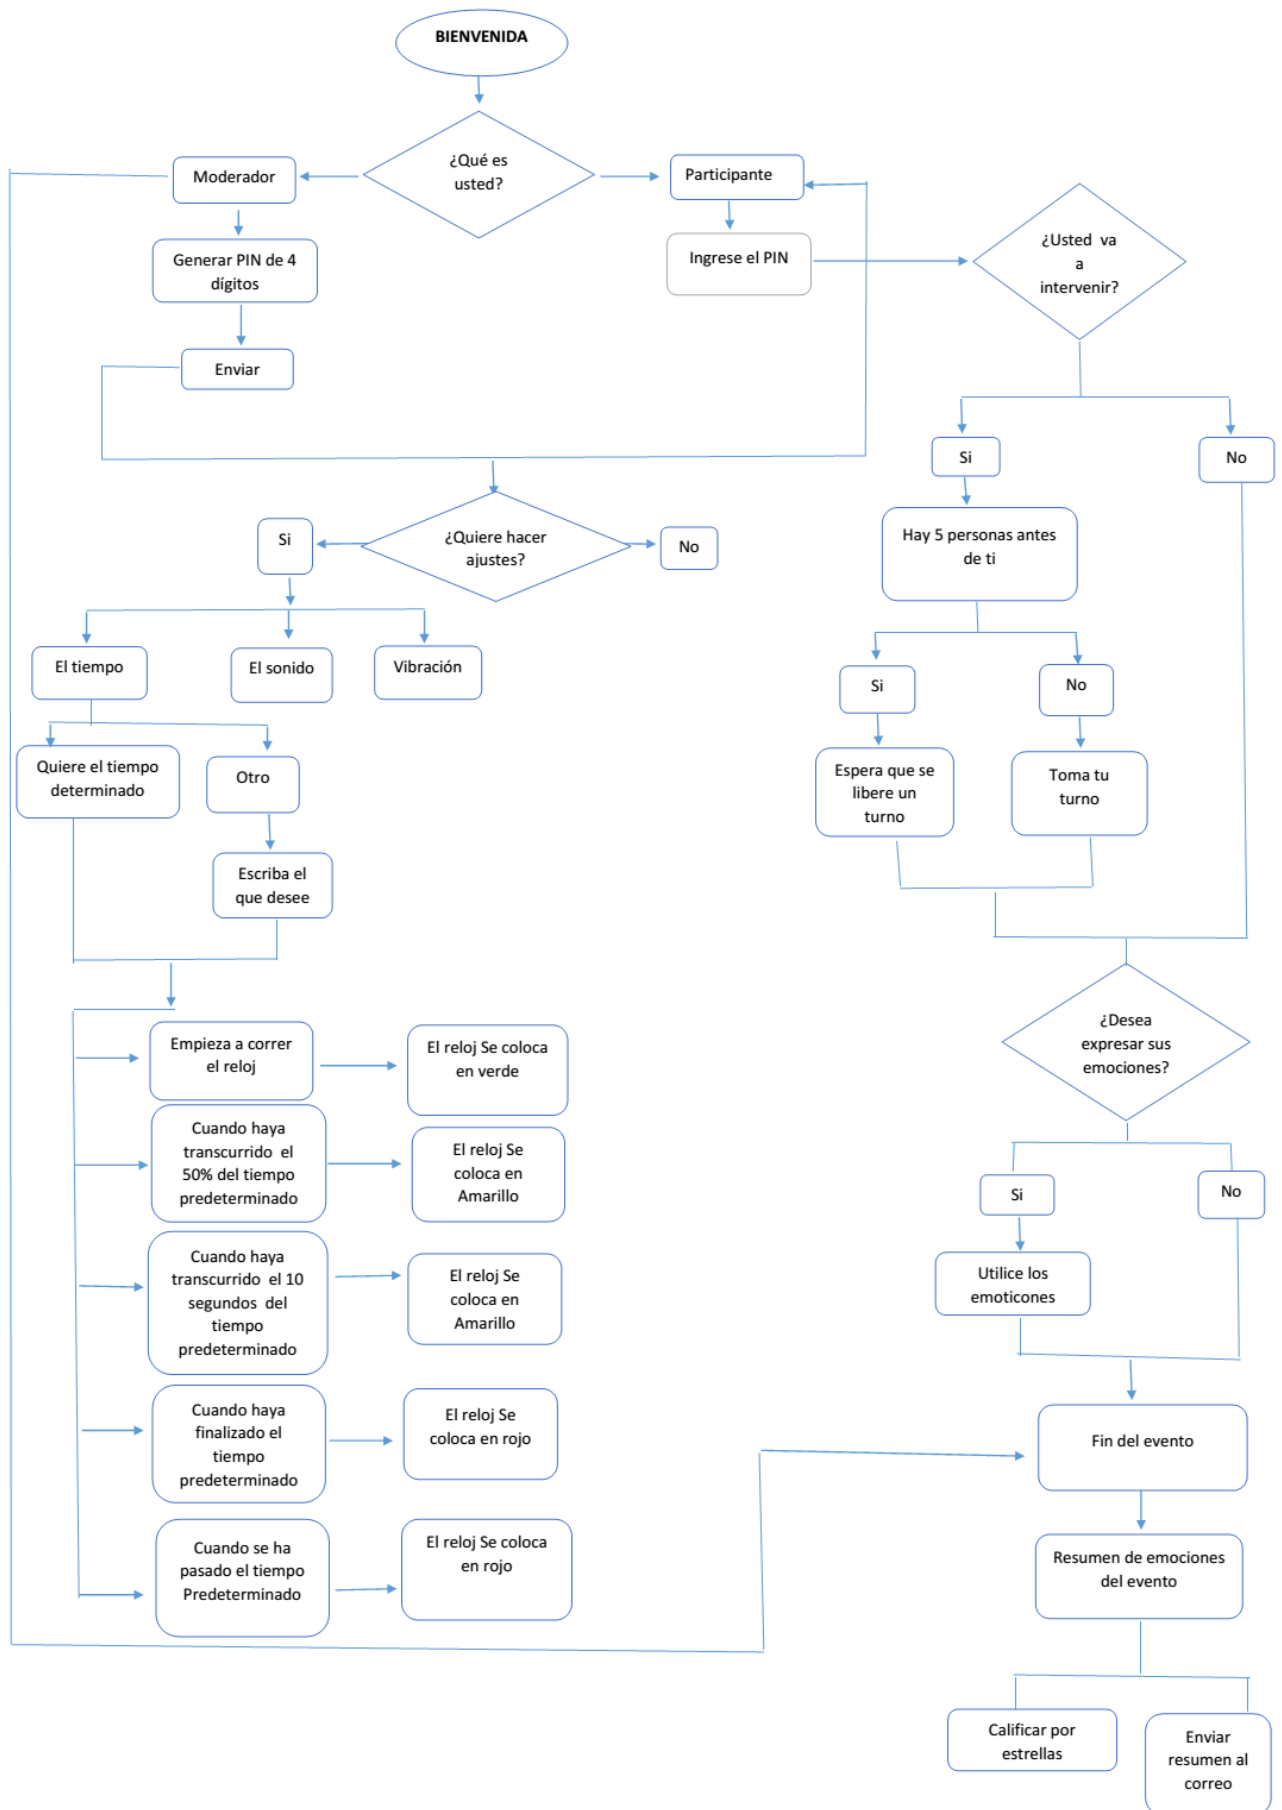 BIENVENIDA
¿Qué es
usted?
Moderador
Participante
Generar PIN de 4
dígitos
Ingrese el PIN
¿Usted va
a
intervenir?
Enviar
Si
No
¿Quiere hacer
ajustes?
Si
No
Hay 5 personas antes
de ti
El tiempo
El sonido
Vibración
Si
No
Quiere el tiempo
determinado
Otro
Espera que se
libere un
turno
Toma tu
turno
Escriba el
que desee
¿Desea
expresar sus
emociones?
Empieza a correr
el reloj
El reloj Se coloca
en verde
Cuando haya
transcurrido el
50% del tiempo
predeterminado
El reloj Se
coloca en
Amarillo
Si
No
Cuando haya
transcurrido el 10
segundos del
tiempo
predeterminado
El reloj Se
coloca en
Amarillo
Utilice los
emoticones
Cuando haya
finalizado el
tiempo
predeterminado
El reloj Se
coloca en rojo
Fin del evento
Cuando se ha
pasado el tiempo
Predeterminado
El reloj Se coloca
en rojo
Resumen de emociones
del evento
Calificar por
estrellas
Enviar
resumen al
correo